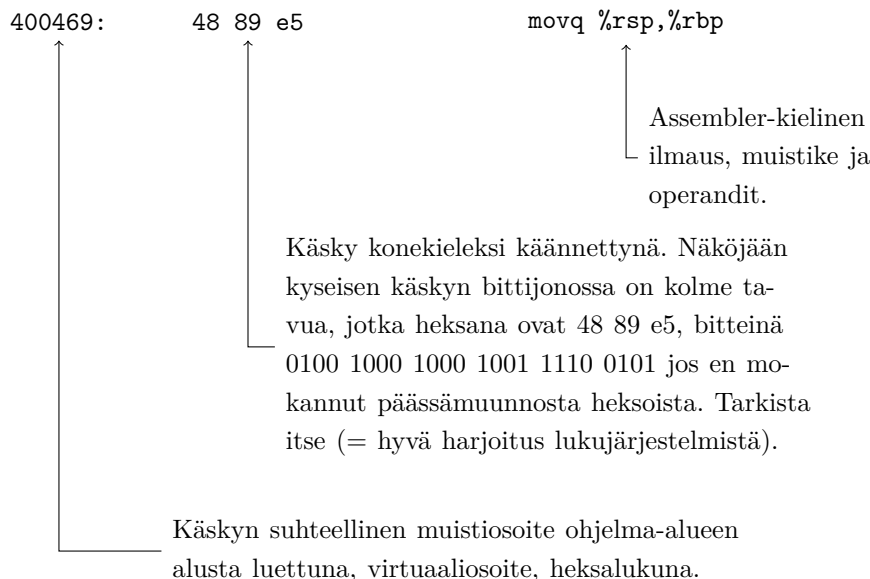 400469: 48 89 e5 movq %rsp,%rbp
Assembler-kielinen
ilmaus, muistike ja
operandit.
Käsky konekieleksi käännettynä. Näköjään
kyseisen käskyn bittijonossa on kolme ta-
vua, jotka heksana ovat 48 89 e5, bitteinä
0100 1000 1000 1001 1110 0101 jos en mo-
kannut päässämuunnosta heksoista. Tarkista
itse (= hyvä harjoitus lukujärjestelmistä).
Käskyn suhteellinen muistiosoite ohjelma-alueen
alusta luettuna, virtuaaliosoite, heksalukuna.